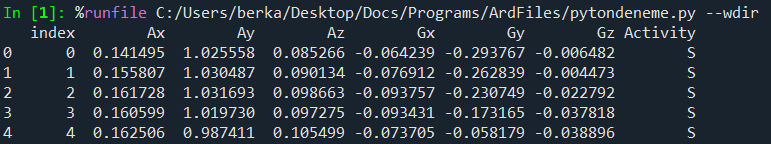 In [1]: %runfile C:/Users/berka/Desktop/Docs/Programs/ArdFiles/pytondeneme.py --wdir
index Ax Ay Az Gx Gy Gz Activity
0 0 0.141495 1.025558 0.085266 -0.064239 -0.293767 -0.006482 S
1 1 0.155807 1.030487 0.090134 -0.076912 -0.262839 -0.004473 S
2 2 0.161728 1.031693 0.098663 -0.093757 -0.230749 -0.022792 S
3 3 0.160599 1.019730 0.097275 -0.093431 -0.173165 -0.037818 S
4 4 0.162506 0.987411 0.105499 -0.073705 -0.058179 -0.038896 S